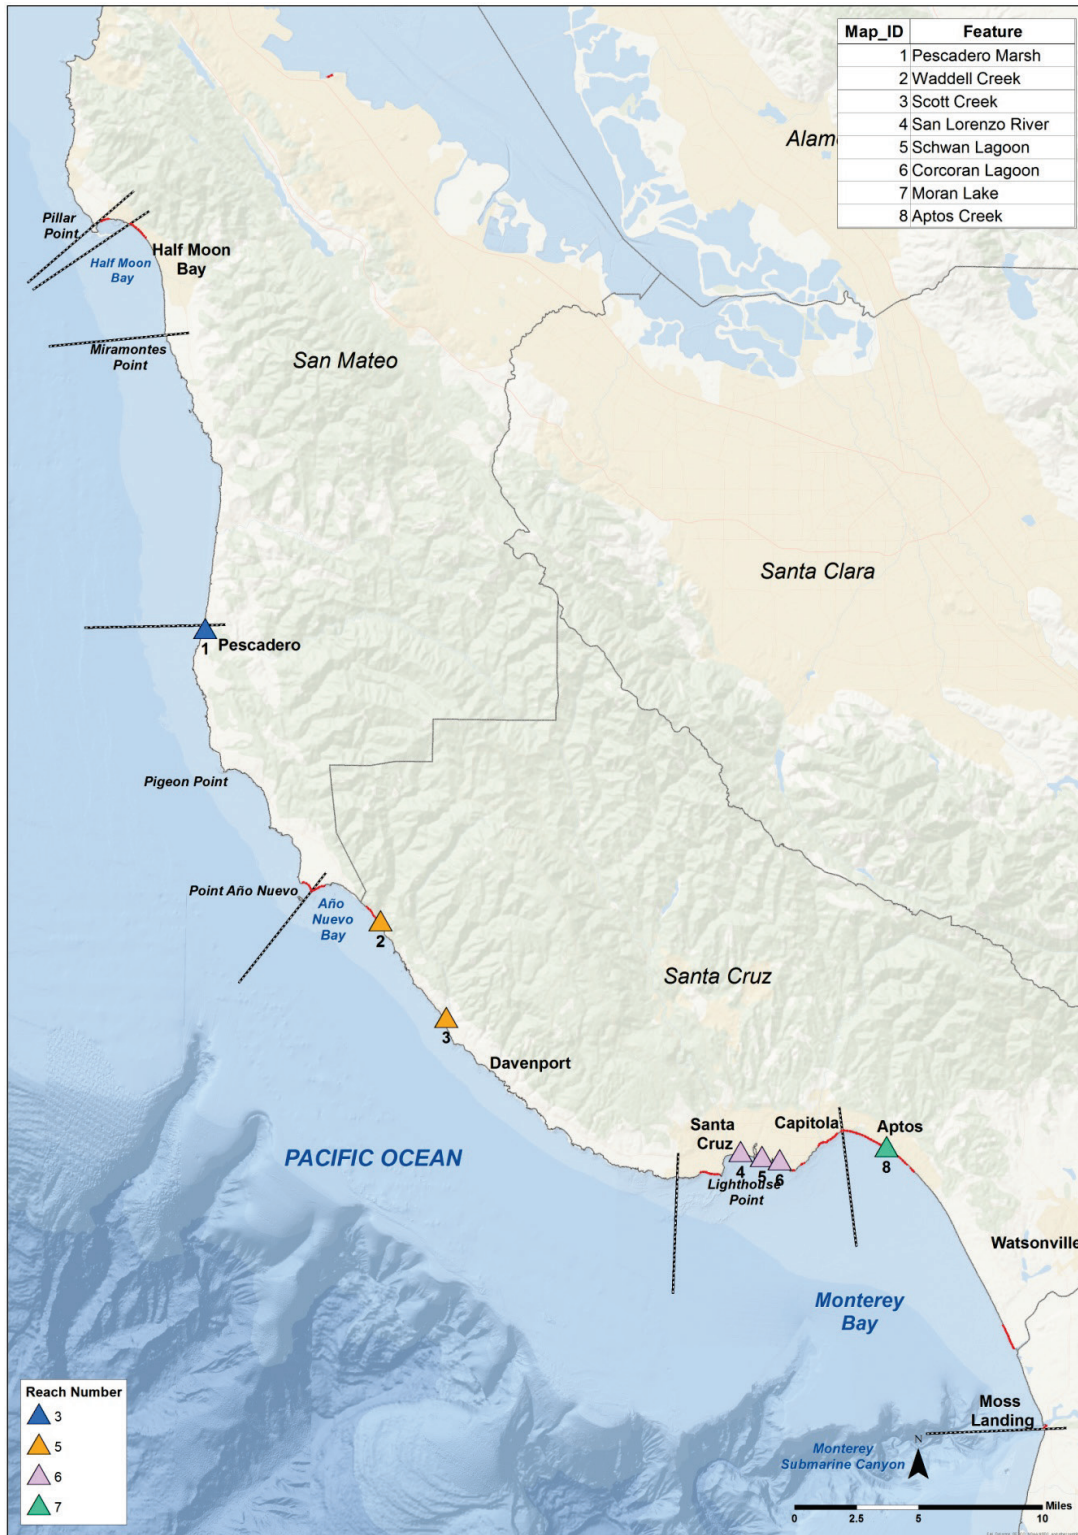 Map_ID Feature
1 Pescadero Marsh
2 Waddell Creek
3 Scott Creek
4 San Lorenzo River
5 Schwan Lagoon
6 Corcoran Lagoon
7 Moran Lake
8 Aptos Creek
Pillar
Point
Half Moon
Bay
Half Moon
Bay
Miramontes
Point
San Mateo
Santa Clara
1
Pescadero
Pigeon Point
Point Año Nuevo
Año
Nuevo
Bay
2
Santa Cruz
3
Davenport
Santa
Cruz
Capitola
Aptos
4
5
6
8
Lighthouse
Point
PACIFIC OCEAN
Watsonville
Monterey
Bay
Moss
Landing
Monterey
Submarine Canyon
N
Reach Number
3
5
6
7
Miles
0 2.5 5 10